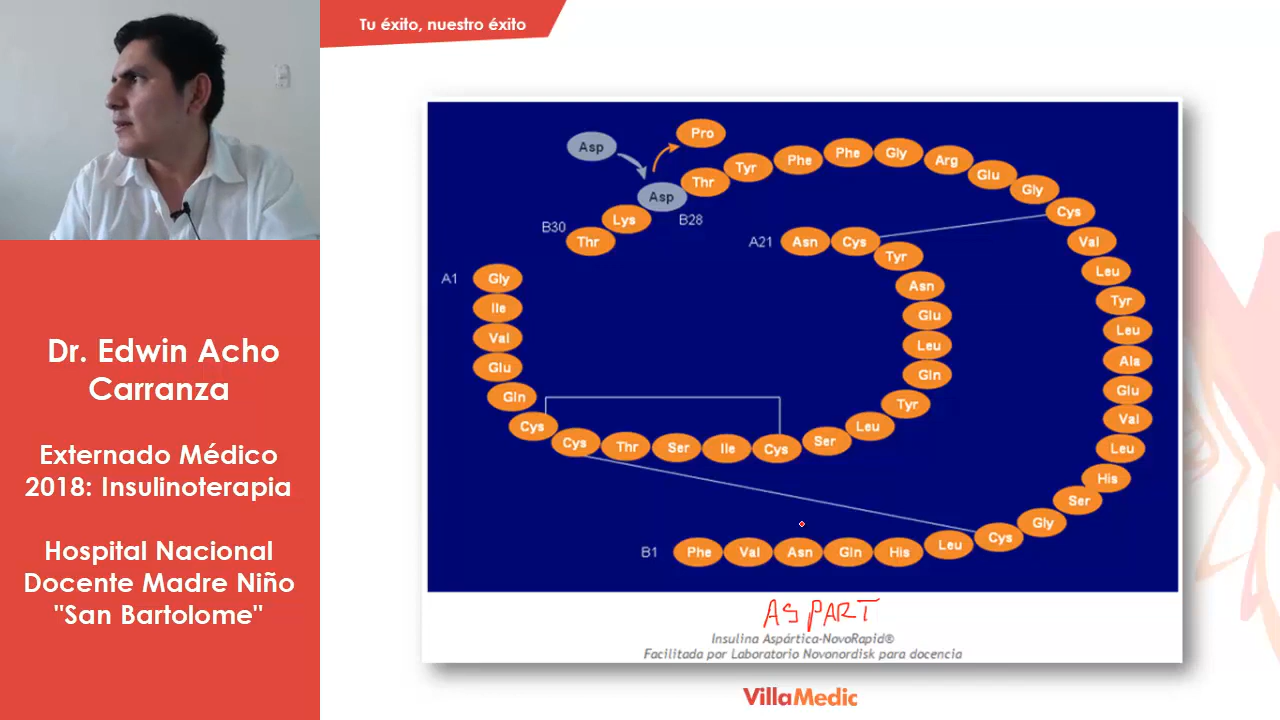 Tu éxito, nuestro éxito
Dr. Edwin Acho
Carranza
Externado Médico
2018: Insulinoterapia
Hospital Nacional
Docente Madre Niño
"San Bartolome"
Asp
Pro
Asp
Thr
Tyr
Phe
Phe
Gly
Arg
Glu
Gly
Cys
Val
Leu
Tyr
Leu
Ala
Glu
Val
Leu
His
Ser
Gly
Cys
Leu
His
Gln
Asn
Val
Phe
B1
B28
Lys
B30
Thr
A1
Gly
Ile
Val
Glu
Gln
Cys
Cys
Thr
Ser
Ile
Cys
Ser
Leu
Tyr
Gln
Leu
Glu
Asn
Tyr
Cys
Asn
A21
ASPART
Insulina Aspártica-NovoRapid®
Facilitada por Laboratorio Novonordisk para docencia
VillaMedic